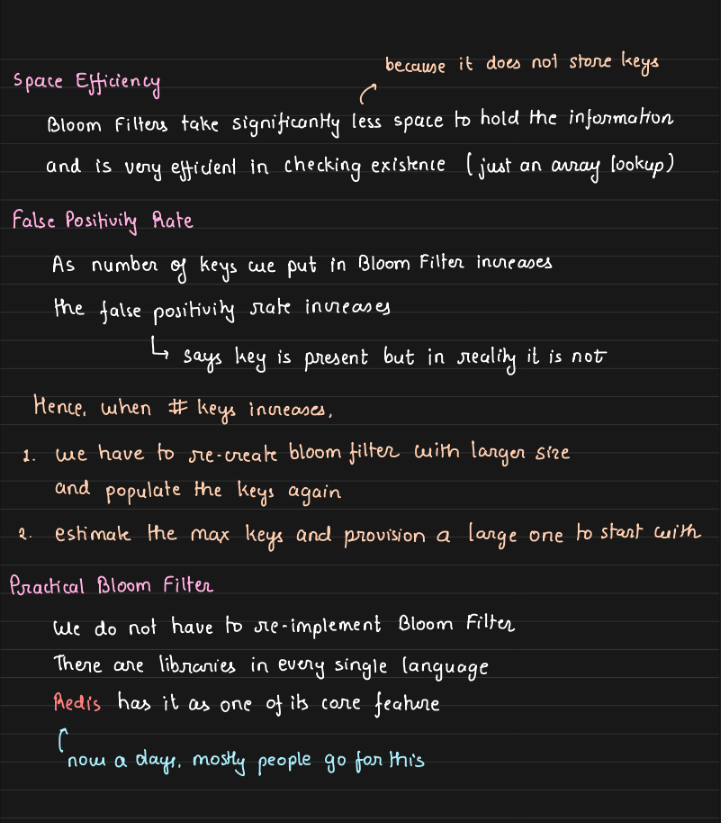 because it does not store keys
Space Efficiency
Bloom Filters take significantly less space to hold the information
and is very efficient in checking existence (just an array lookup)
False Positivity Rate
As number of keys we put in Bloom Filter increases
the false positivity rate increases
↳ says key is present but in reality it is not
Hence, when # keys increases,
1. we have to re-create bloom filter with larger size
and populate the keys again
2. estimate the max keys and provision a large one to start with
Practical Bloom Filter
We do not have to re-implement Bloom Filter
There are libraries in every single language
Redis has it as one of its core feature
now a days, mostly people go for this